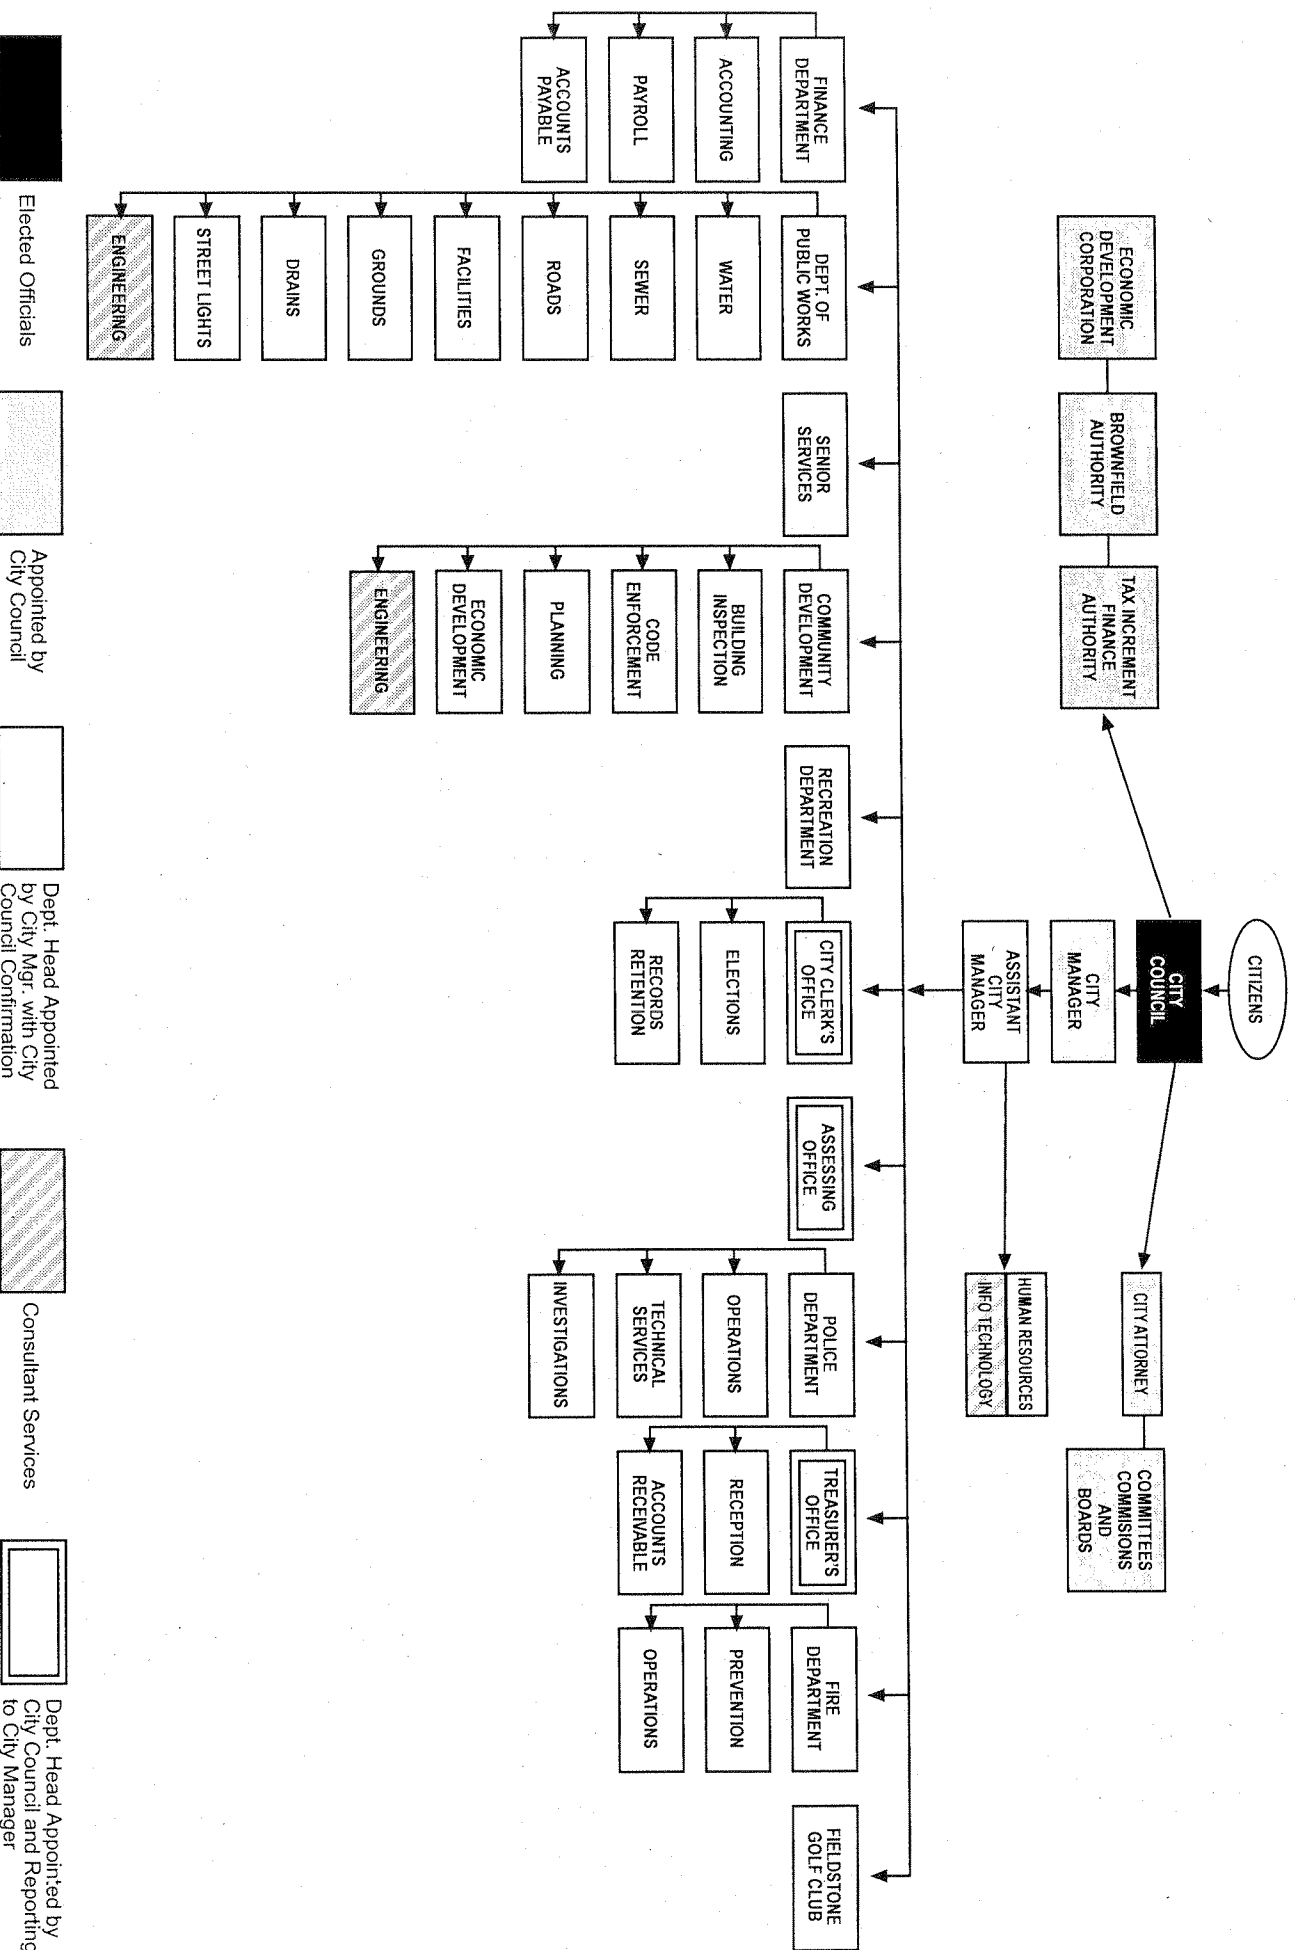 CITIZENS
CITY
COUNCIL
CITY
MANAGER
ASSISTANT
CITY
MANAGER
ECONOMIC
DEVELOPMENT
CORPORATION
BROWNFIELD
AUTHORITY
TAX INCREMENT
FINANCE
AUTHORITY
CITY ATTORNEY
COMMITTEES
COMMISIONS
AND
BOARDS
HUMAN RESOURCES
INFO TECHNOLOGY
FINANCE
DEPARTMENT
ACCOUNTING
PAYROLL
ACCOUNTS
PAYABLE
DEPT. OF
PUBLIC WORKS
WATER
SEWER
ROADS
FACILITIES
GROUNDS
DRAINS
STREET LIGHTS
ENGINEERING
SENIOR
SERVICES
COMMUNITY
DEVELOPMENT
BUILDING
INSPECTION
CODE
ENFORCEMENT
PLANNING
ECONOMIC
DEVELOPMENT
ENGINEERING
RECREATION
DEPARTMENT
CITY CLERK'S
OFFICE
ELECTIONS
RECORDS
RETENTION
ASSESSING
OFFICE
POLICE
DEPARTMENT
OPERATIONS
TECHNICAL
SERVICES
INVESTIGATIONS
TREASURER'S
OFFICE
RECEPTION
ACCOUNTS
RECEIVABLE
FIRE
DEPARTMENT
PREVENTION
OPERATIONS
FIELDSTONE
GOLF CLUB
Elected Officials
Appointed by
City Council
Dept. Head Appointed
by City Mgr. with City
Council Confirmation
Consultant Services
Dept. Head Appointed by
City Council and Reporting
to City Manager